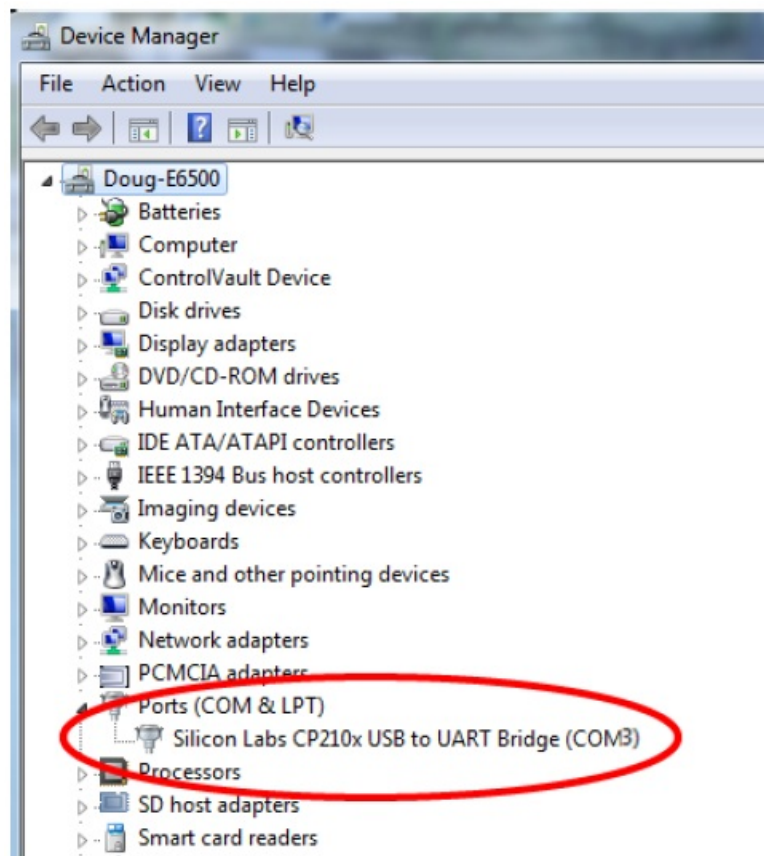 Device Manager
File Action View Help
Doug-E6500
Batteries
Computer
ControlVault Device
Disk drives
Display adapters
DVD/CD-ROM drives
Human Interface Devices
IDE ATA/ATAPI controllers
IEEE 1394 Bus host controllers
Imaging devices
Keyboards
Mice and other pointing devices
Monitors
Network adapters
PCMCIA adapters
Ports (COM & LPT)
Silicon Labs CP210x USB to UART Bridge (COM3)
Processors
SD host adapters
Smart card readers